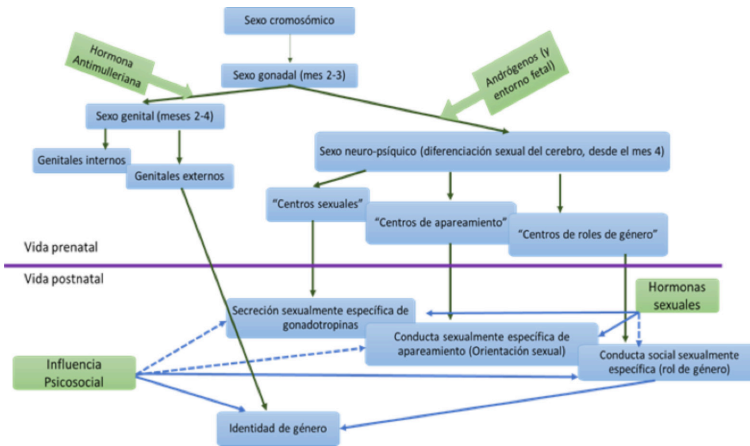 Sexo cromosómico
Hormona
Antimulleriana
Sexo gonadal (mes 2-3)
Andrógenos (y
entorno fetal)
Sexo genital (meses 2-4)
Sexo neuro-psíquico (diferenciación sexual del cerebro, desde el mes 4)
Genitales internos
Genitales externos
“Centros sexuales”
“Centros de apareamiento”
“Centros de roles de género”
Vida prenatal
Vida postnatal
Hormonas
sexuales
Secreción sexualmente específica de
gonadotropinas
Conducta sexualmente específica de
apareamiento (Orientación sexual)
Conducta social sexualmente
específica (rol de género)
Influencia
Psicosocial
Identidad de género